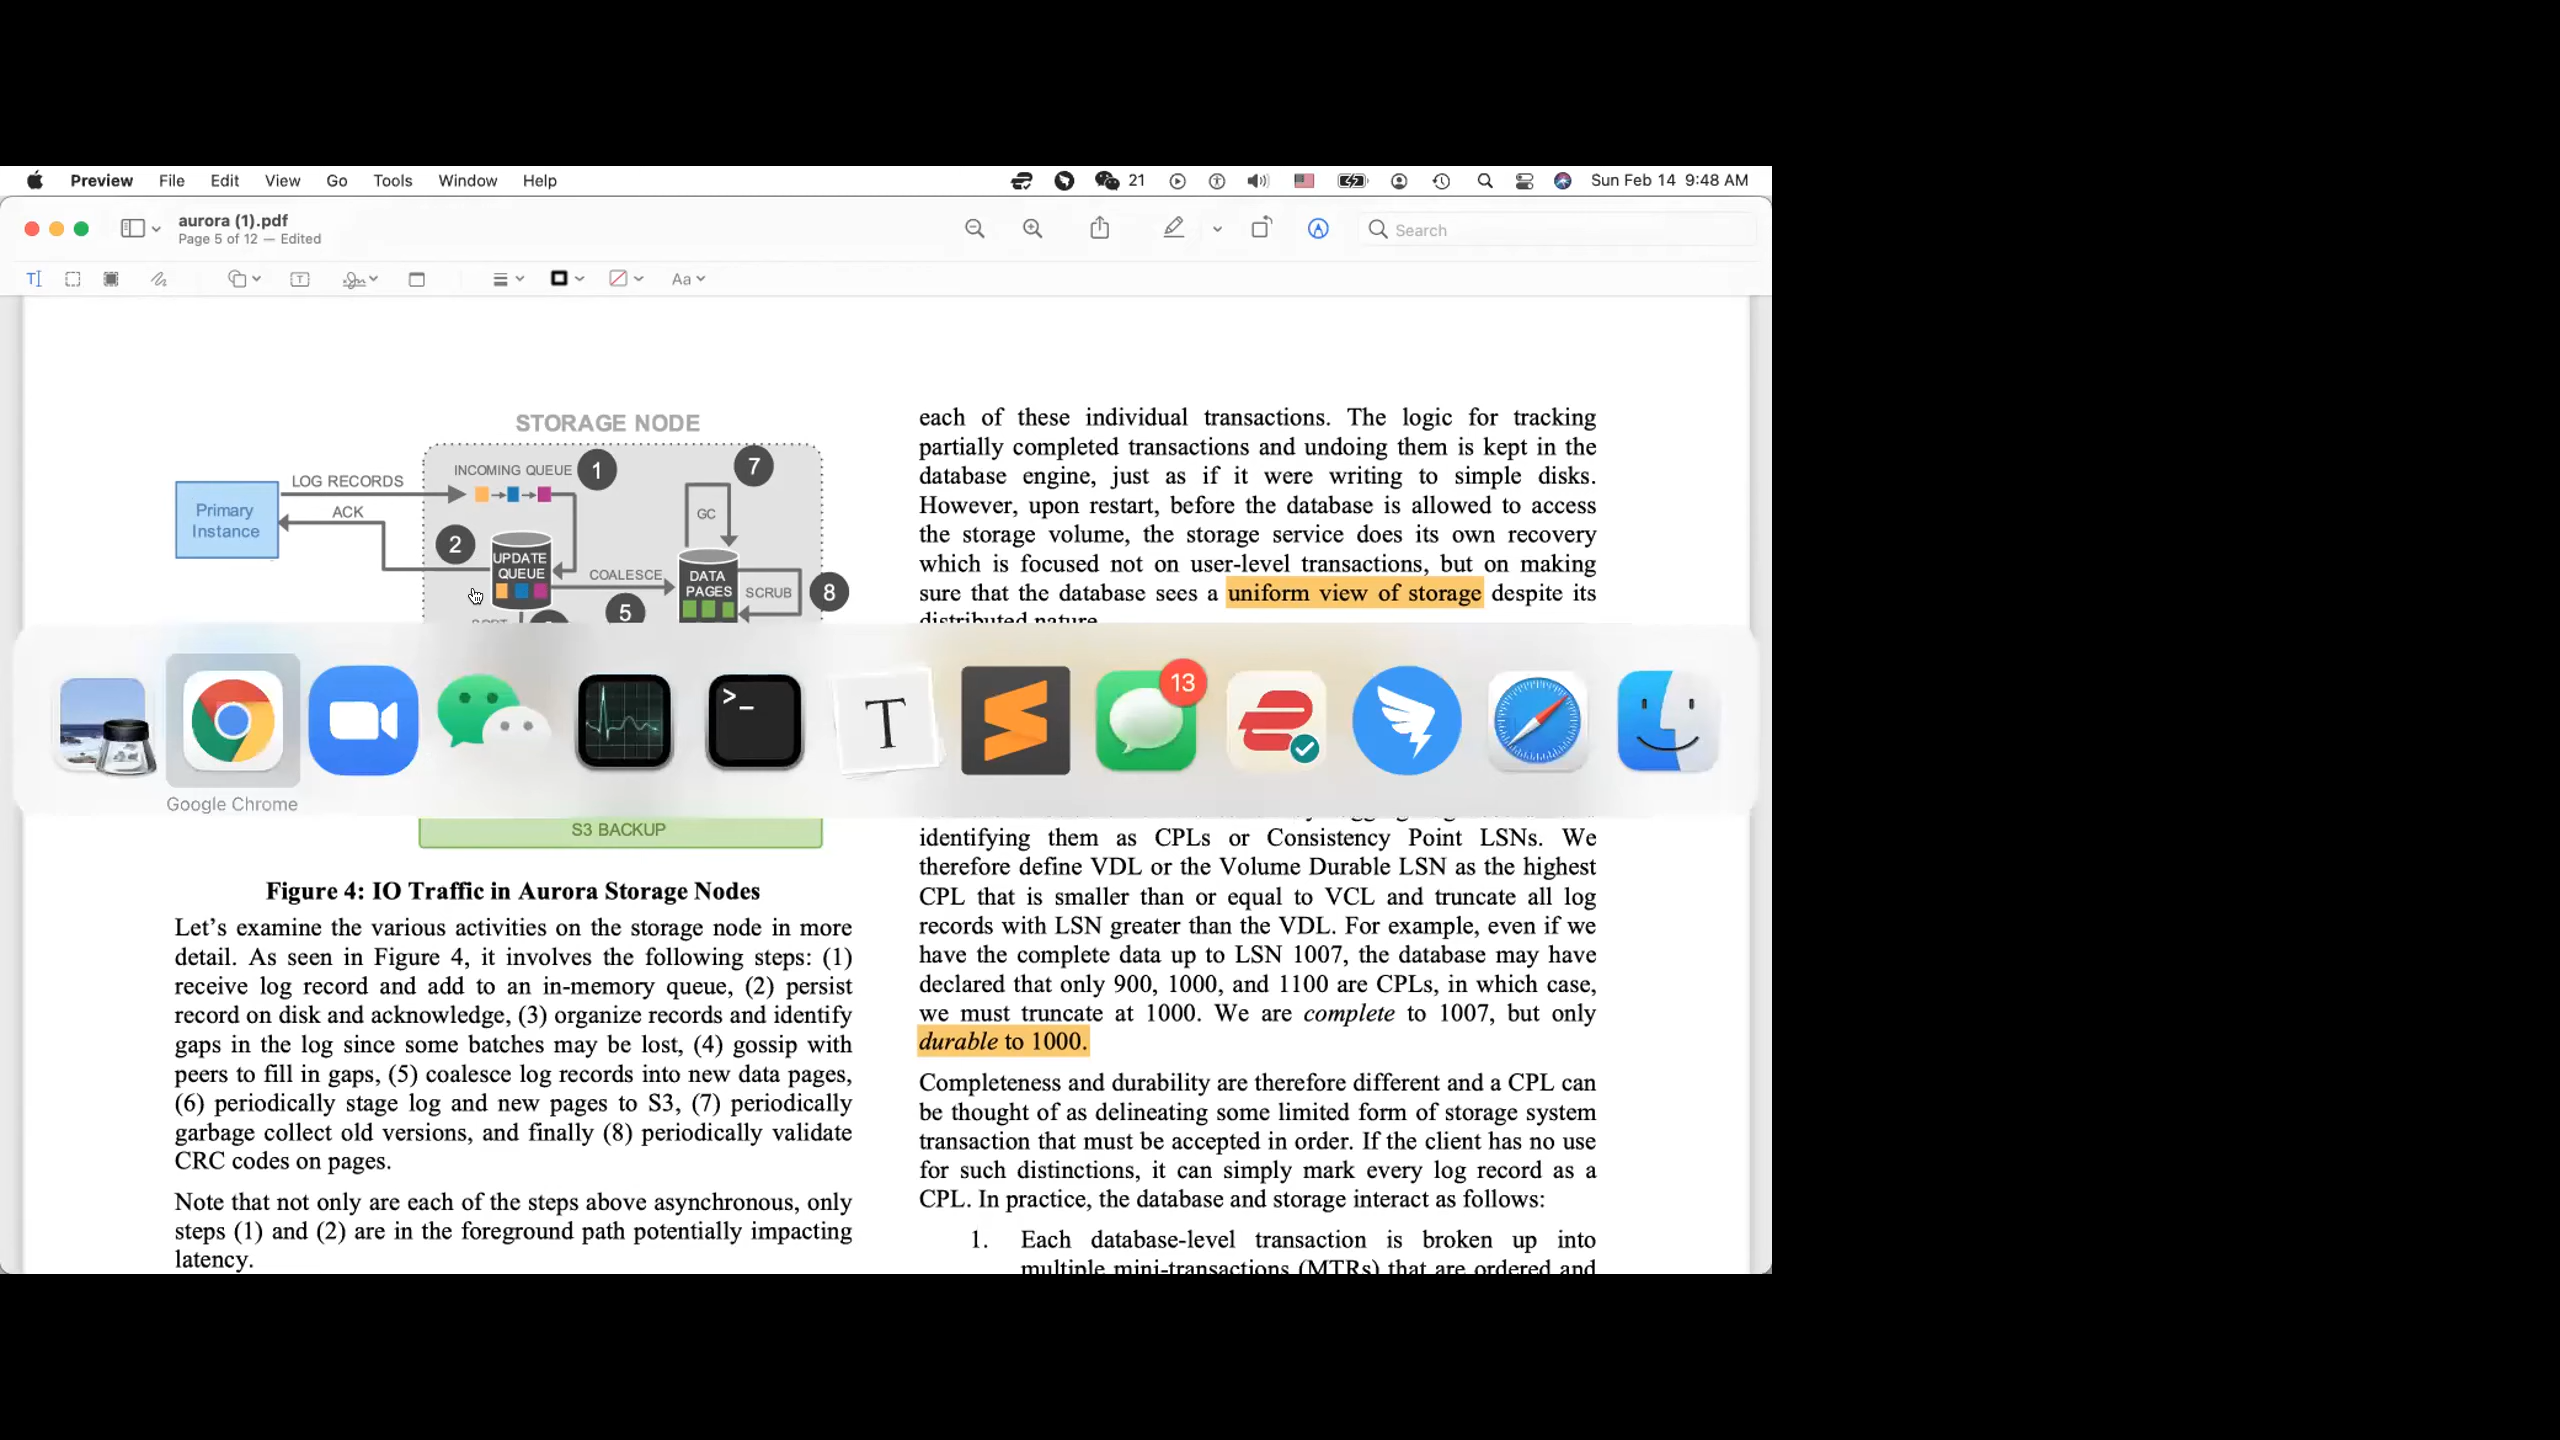 Preview File Edit View Go Tools Window Help 21 Sun Feb 14 9:48 AM
aurora (1).pdf
Page 5 of 12 — Edited
Search
Aa
STORAGE NODE
INCOMING QUEUE 1
7
LOG RECORDS
Primary
Instance
ACK
GC
2
UPDATE
QUEUE
COALESCE
DATA
PAGES
SCRUB
8
5
each of these individual transactions. The logic for tracking
partially completed transactions and undoing them is kept in the
database engine, just as if it were writing to simple disks.
However, upon restart, before the database is allowed to access
the storage volume, the storage service does its own recovery
which is focused not on user-level transactions, but on making
sure that the database sees a uniform view of storage despite its
distributed nature.
13
Google Chrome
S3 BACKUP
Figure 4: IO Traffic in Aurora Storage Nodes
Let’s examine the various activities on the storage node in more
detail. As seen in Figure 4, it involves the following steps: (1)
receive log record and add to an in-memory queue, (2) persist
record on disk and acknowledge, (3) organize records and identify
gaps in the log since some batches may be lost, (4) gossip with
peers to fill in gaps, (5) coalesce log records into new data pages,
(6) periodically stage log and new pages to S3, (7) periodically
garbage collect old versions, and finally (8) periodically validate
CRC codes on pages.
Note that not only are each of the steps above asynchronous, only
steps (1) and (2) are in the foreground path potentially impacting
latency.
identifying them as CPLs or Consistency Point LSNs. We
therefore define VDL or the Volume Durable LSN as the highest
CPL that is smaller than or equal to VCL and truncate all log
records with LSN greater than the VDL. For example, even if we
have the complete data up to LSN 1007, the database may have
declared that only 900, 1000, and 1100 are CPLs, in which case,
we must truncate at 1000. We are complete to 1007, but only
durable to 1000.
Completeness and durability are therefore different and a CPL can
be thought of as delineating some limited form of storage system
transaction that must be accepted in order. If the client has no use
for such distinctions, it can simply mark every log record as a
CPL. In practice, the database and storage interact as follows:
1. Each database-level transaction is broken up into
multiple mini-transactions (MTRs) that are ordered and